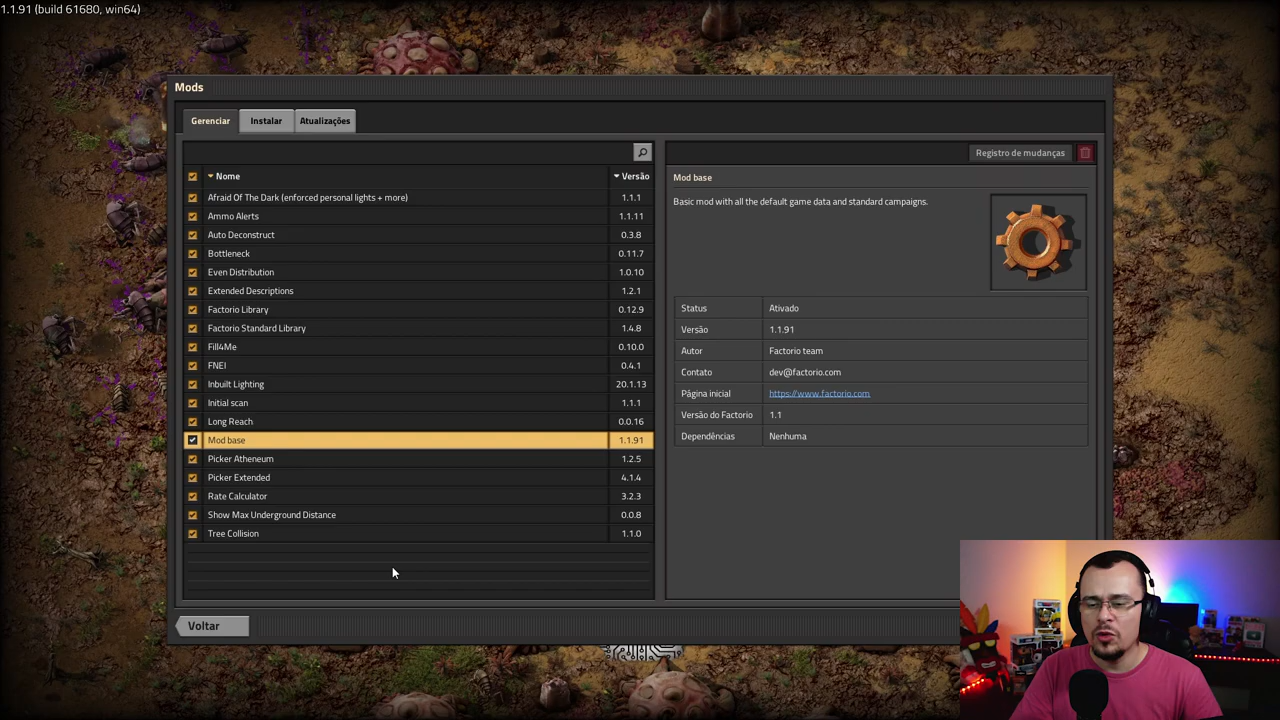 1.1.91 (build 61680, win64)
Mods
Gerenciar Instalar Atualizações
Nome Versão
Afraid Of The Dark (enforced personal lights + more) 1.1.1
Ammo Alerts 1.1.11
Auto Deconstruct 0.3.8
Bottleneck 0.11.7
Even Distribution 1.0.10
Extended Descriptions 1.2.1
Factorio Library 0.12.9
Factorio Standard Library 1.4.8
Fill4Me 0.10.0
FNEI 0.4.1
Inbuilt Lighting 20.1.13
Initial scan 1.1.1
Long Reach 0.0.16
Mod base 1.1.91
Picker Atheneum 1.2.5
Picker Extended 4.1.4
Rate Calculator 3.2.3
Show Max Underground Distance 0.0.8
Tree Collision 1.1.0
Voltar
Registro de mudanças
Mod base
Basic mod with all the default game data and standard campaigns.
Status Ativado
Versão 1.1.91
Autor Factorio team
Contato dev@factorio.com
Página inicial https://www.factorio.com
Versão do Factorio 1.1
Dependências Nenhuma